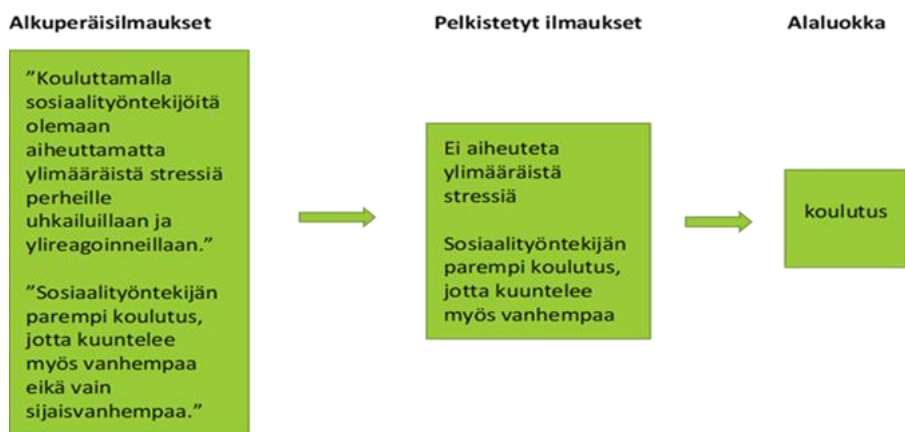 Alkuperäisilmaukset
"Kouluttamalla
sosiaalityöntekijöitä
olemaan
aiheuttamatta
ylimääräistä stressiä
perheille
uhkailuillaan ja
ylireagoinneillaan."
"Sosiaalityöntekijän
parempi koulutus,
jotta kuuntelee
myös vanhempaa
eikä vain
sijaisvanhempaa."
Pelkistetyt ilmaukset
Ei aiheuteta
ylimääräistä
stressiä
Sosiaalityöntekijän
parempi koulutus,
jotta kuuntelee
myös vanhempaa
Alaluokka
koulutus